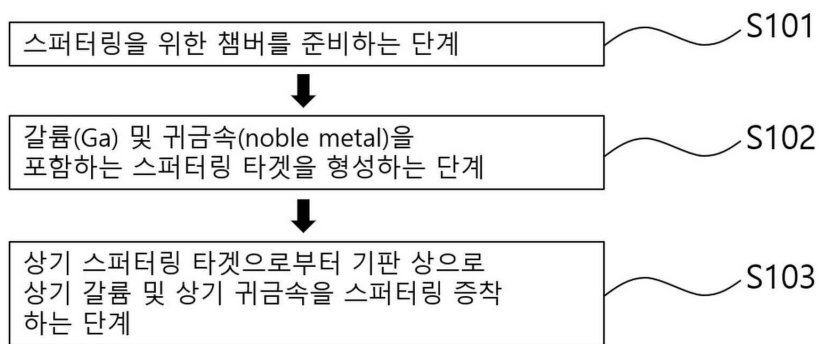 스퍼터링을 위한 챔버를 준비하는 단계
S101
갈륨(Ga) 및 귀금속(noble metal)을
포함하는 스퍼터링 타겟을 형성하는 단계
S102
상기 스퍼터링 타겟으로부터 기판 상으로
상기 갈륨 및 상기 귀금속을 스퍼터링 증착
하는 단계
S103